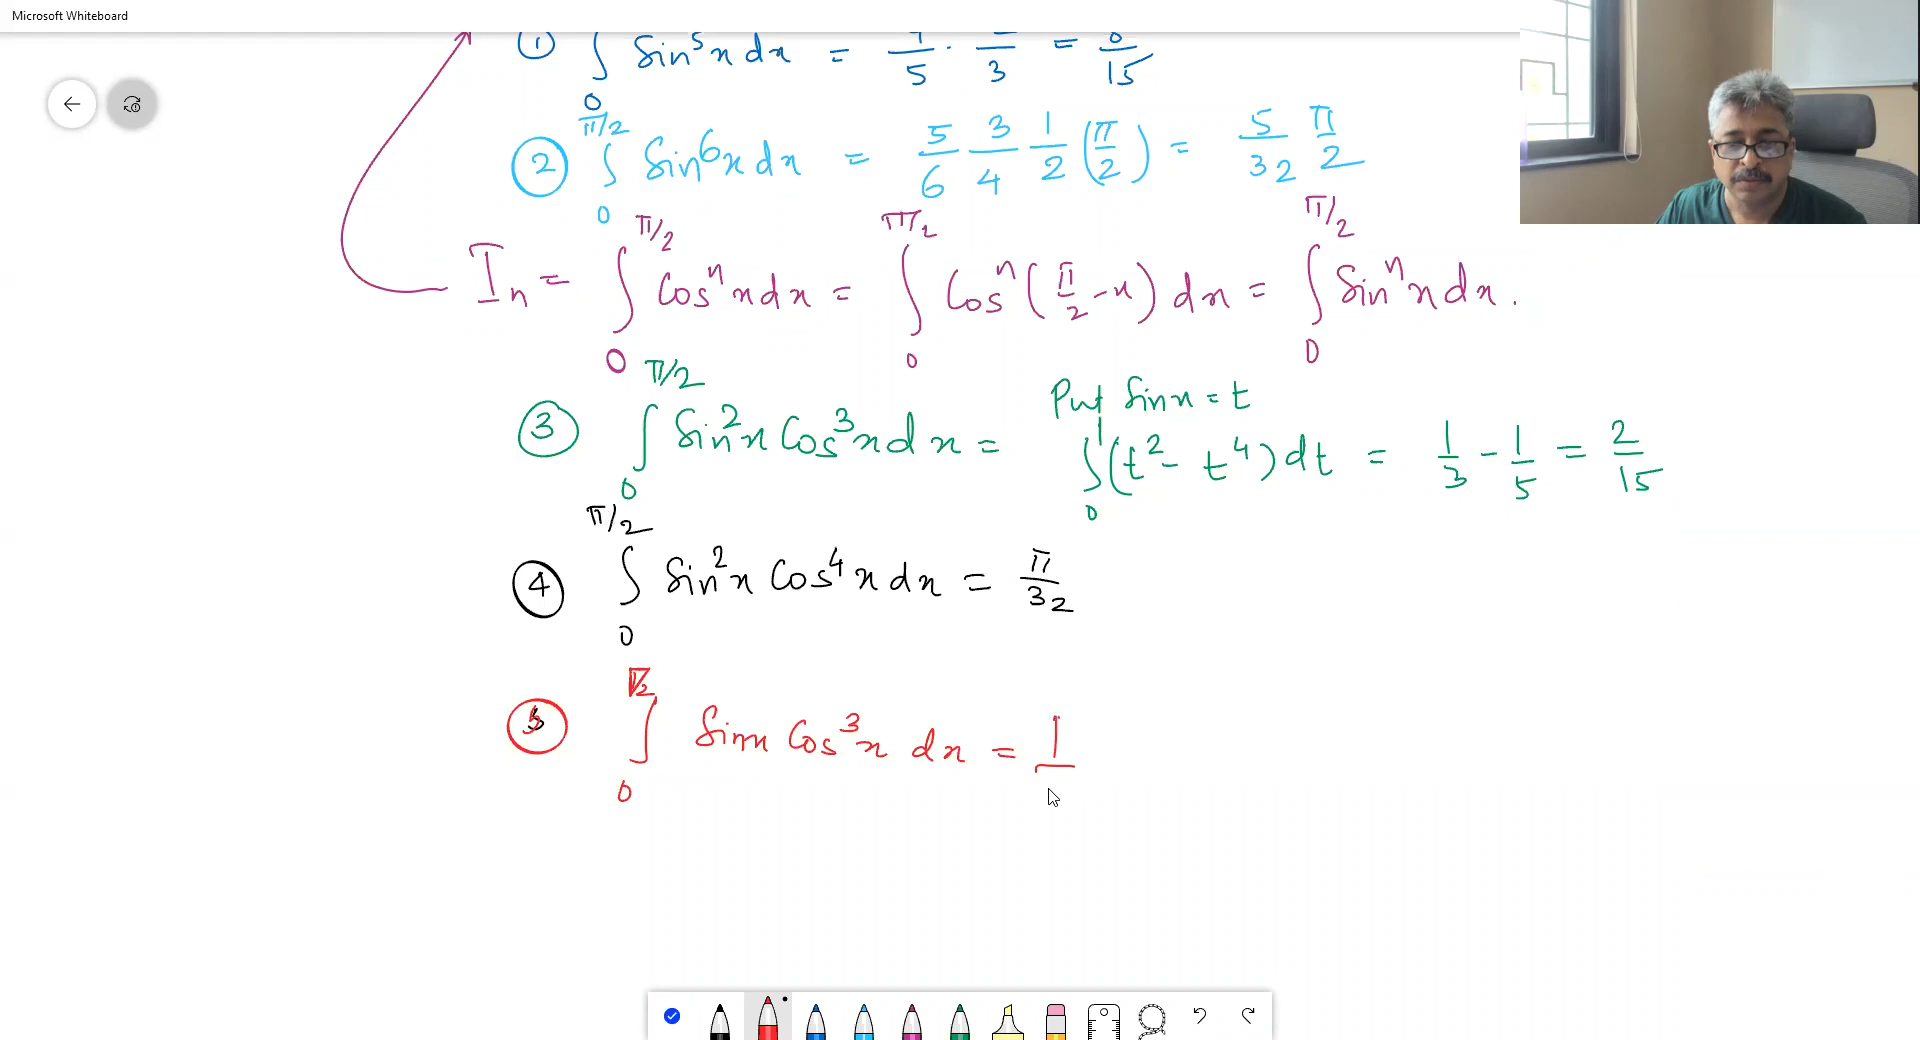 Microsoft Whiteboard
① ∫₀ Sin⁵x dx = /5 · /3 = 8/15
② ∫₀^{π/2} Sin⁶x dx = 5/6 3/4 1/2 (π/2) = 5/32 π/2
Iₙ = ∫₀^{π/2} Cosⁿx dx = ∫₀^{π/2} Cosⁿ(π/2 - x) dx = ∫₀^{π/2} Sinⁿx dx.
Put Sinx = t
③ ∫₀^{π/2} Sin²x Cos³x dx = ∫₀¹ (t² - t⁴) dt = 1/3 - 1/5 = 2/15
④ ∫₀^{π/2} Sin²x Cos⁴x dx = π/32
⑤ ∫₀^{π/2} Sinx Cos³x dx = 1/